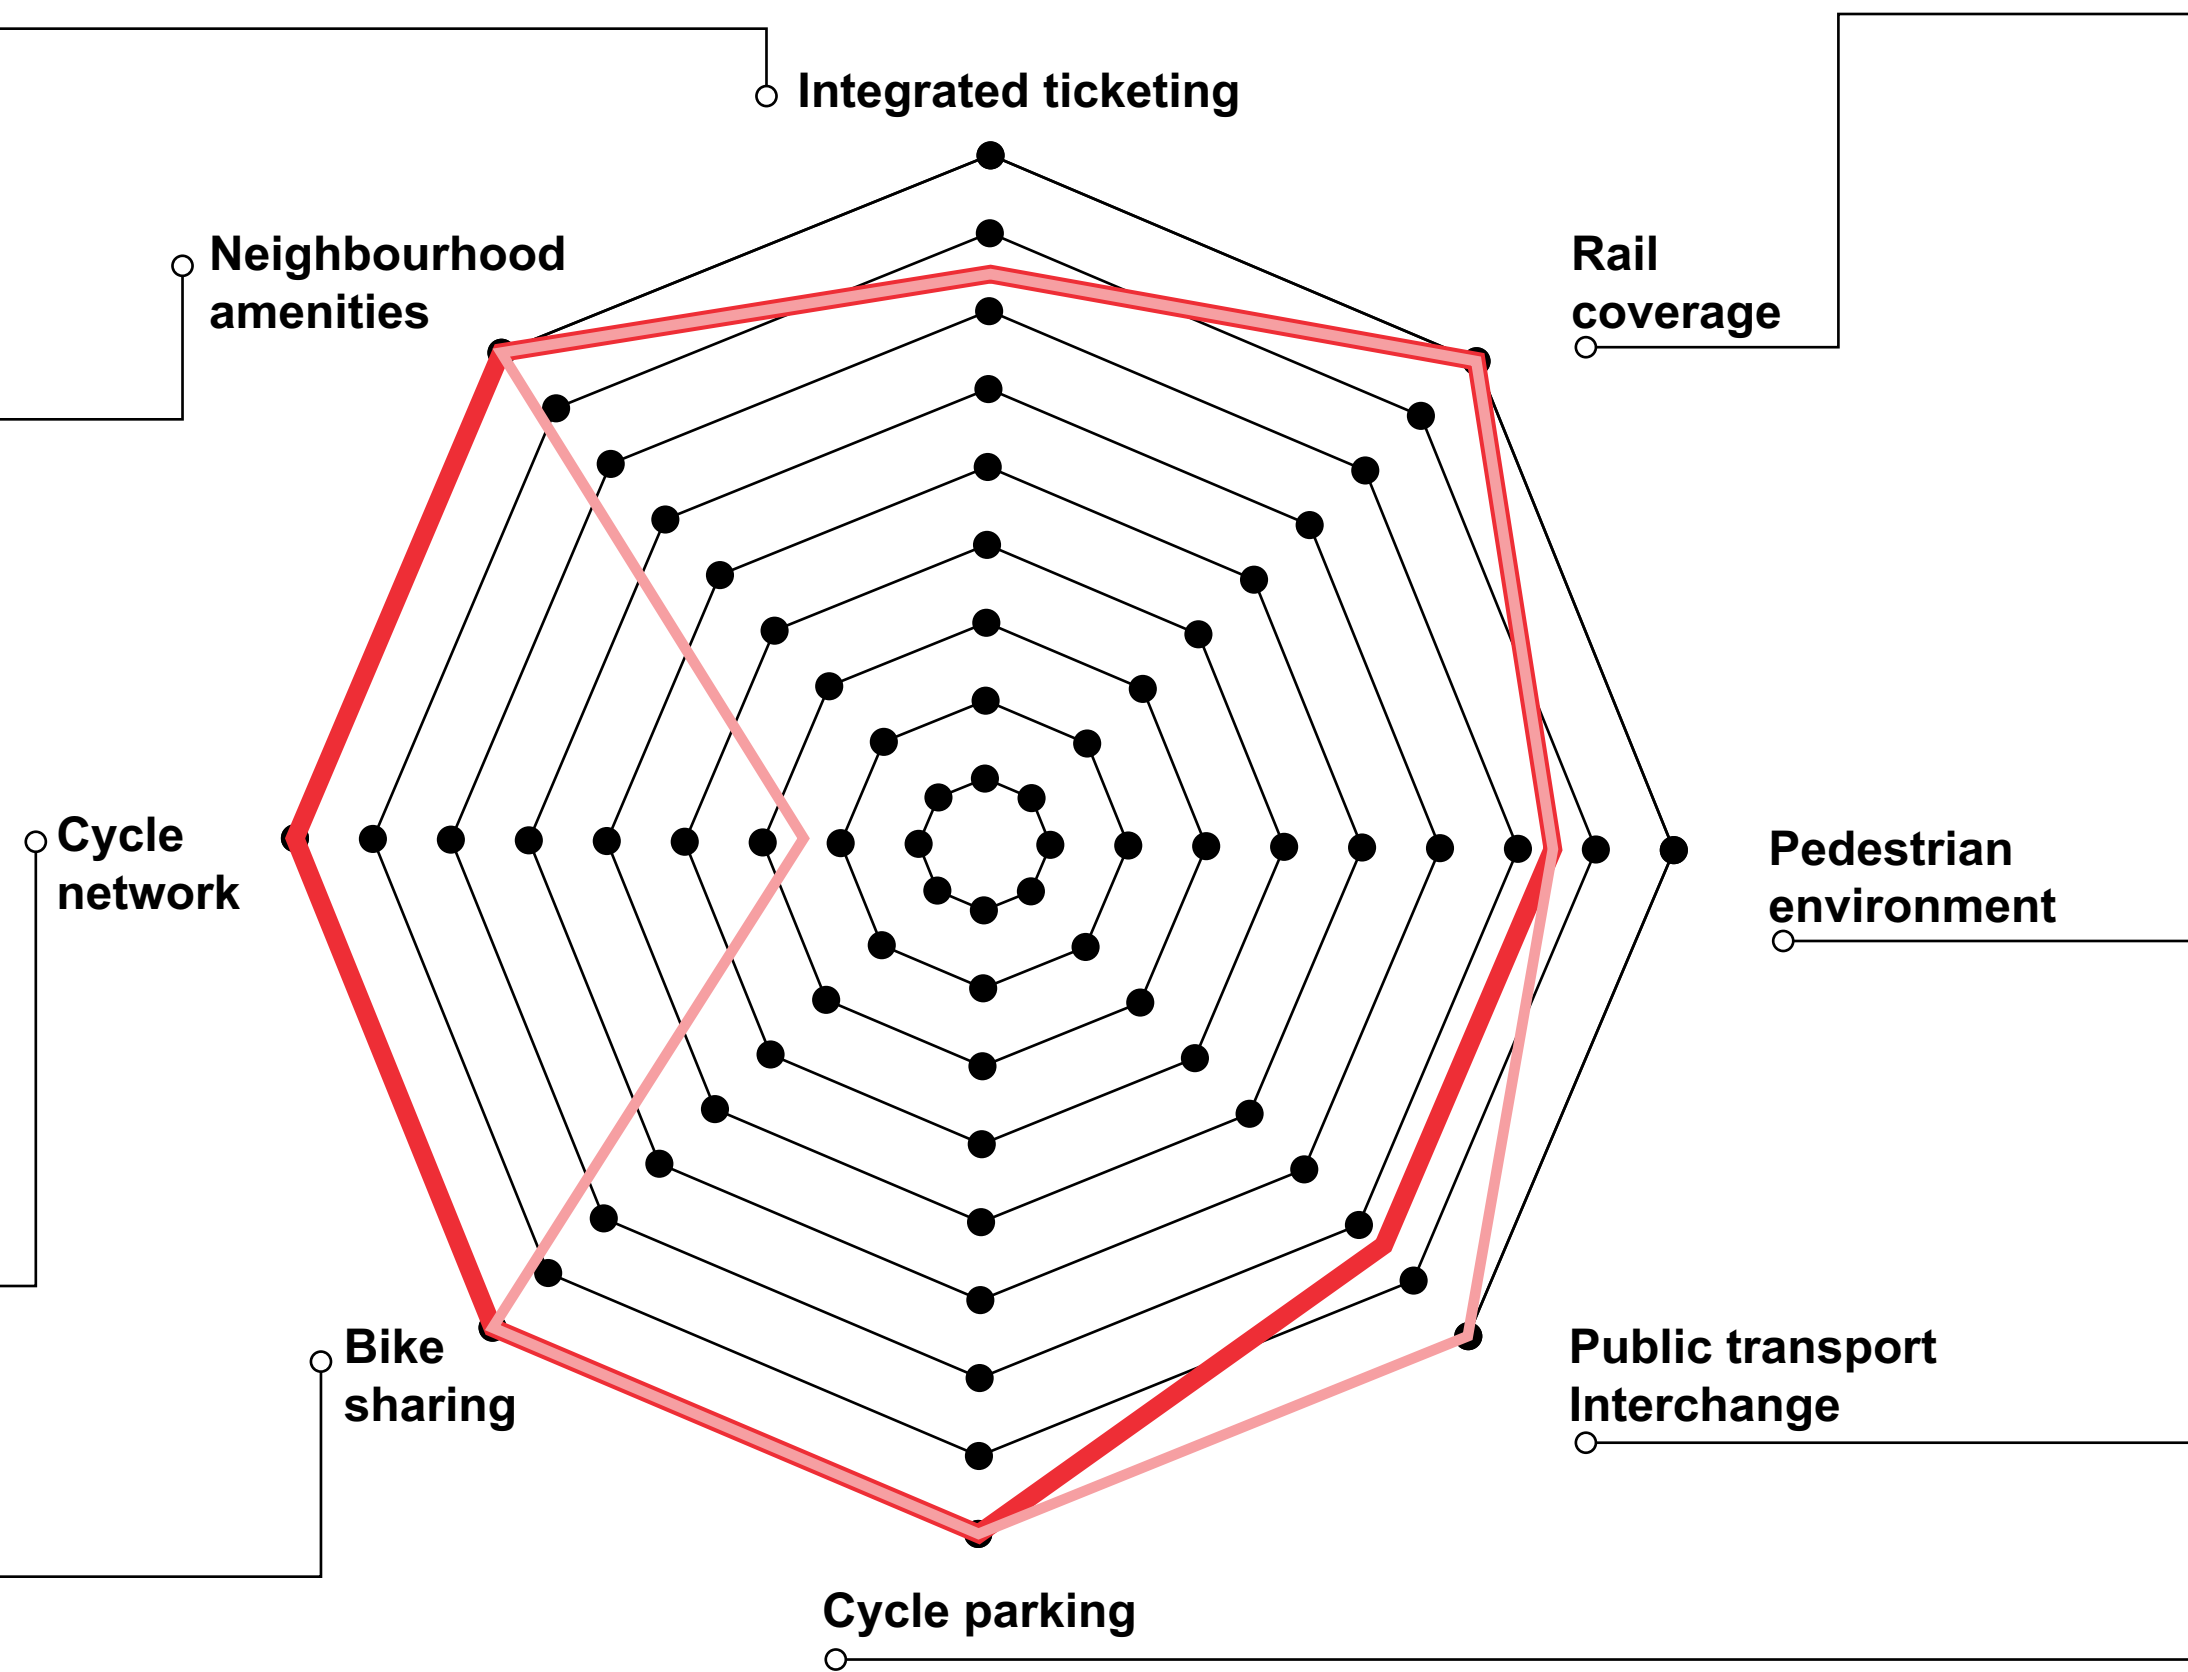 Integrated ticketing
Neighbourhood
amenities
Rail
coverage
Cycle
network
Pedestrian
environment
Bike
sharing
Public transport
Interchange
Cycle parking